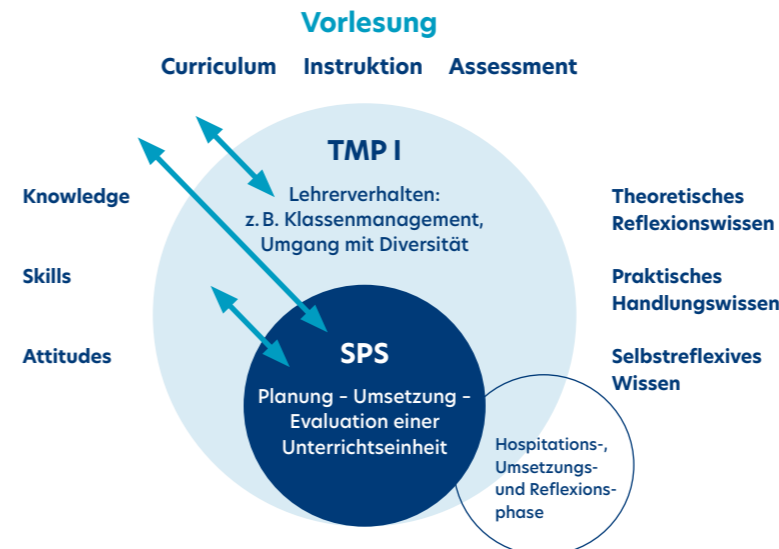 Vorlesung
Curriculum Instruktion Assessment
TMP I
Lehrerverhalten:
z. B. Klassenmanagement,
Umgang mit Diversität
Knowledge
Skills
Attitudes
Theoretisches
Reflexionswissen
Praktisches
Handlungswissen
Selbstreflexives
Wissen
SPS
Planung – Umsetzung –
Evaluation einer
Unterrichtseinheit
Hospitations-,
Umsetzungs-
und Reflexions-
phase